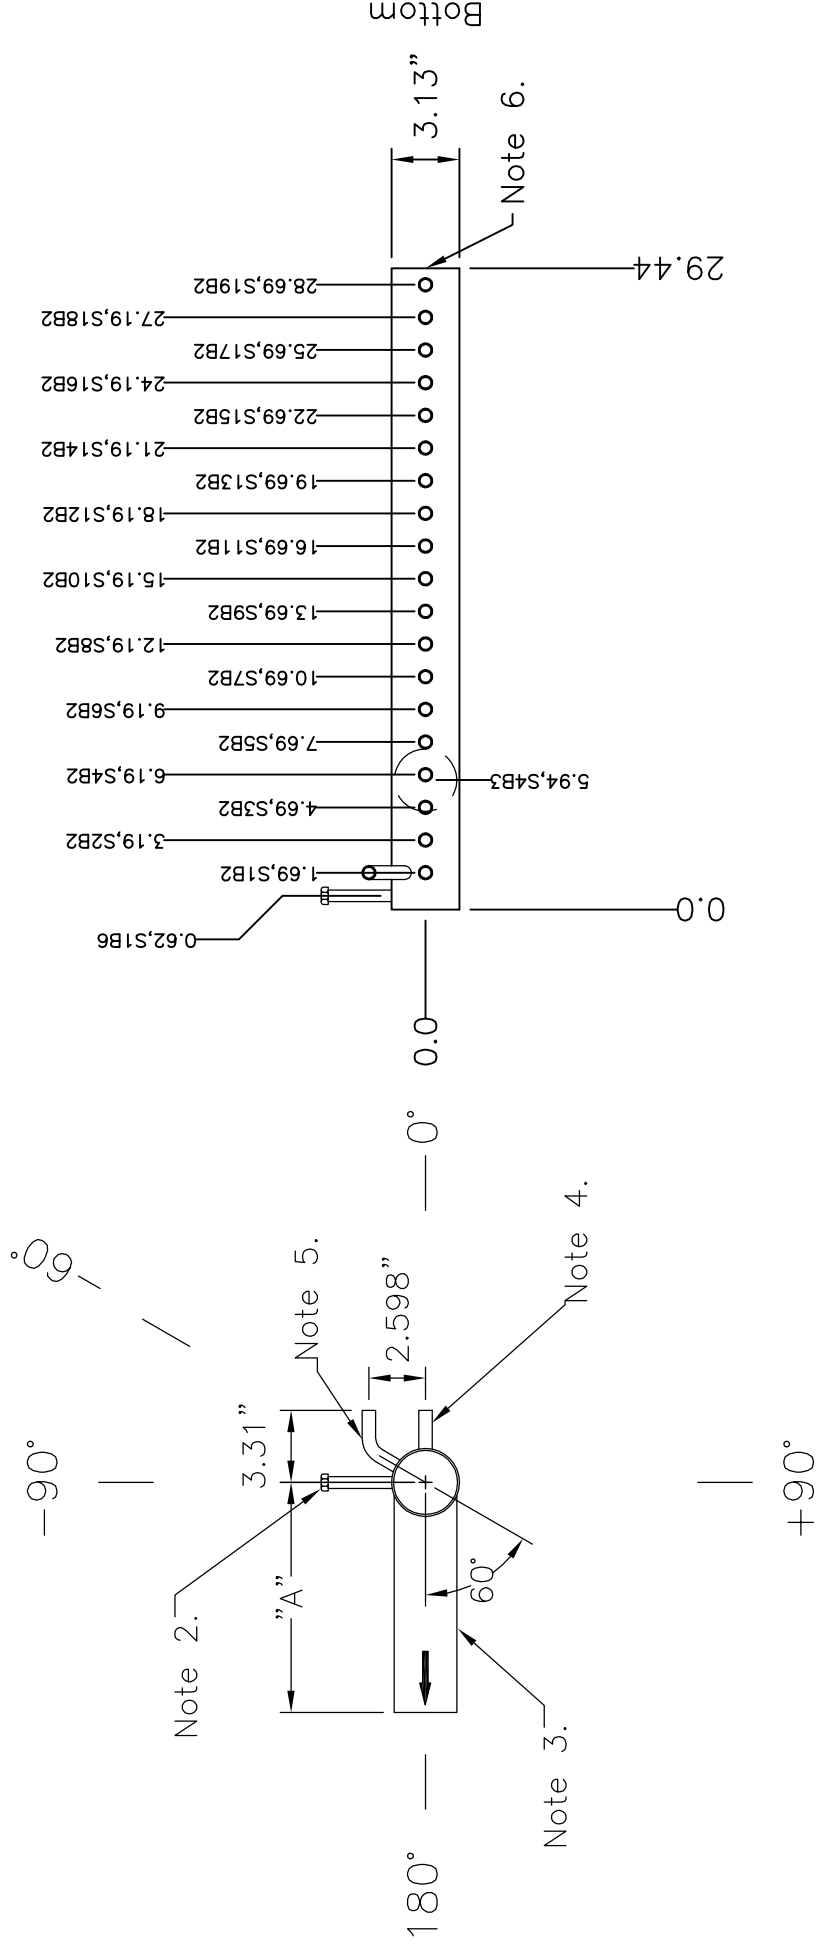 Bottom
3.13”
Note 6.
29.44
28.69,S19B2
27.19,S18B2
25.69,S17B2
24.19,S16B2
22.69,S15B2
21.19,S14B2
19.69,S13B2
18.19,S12B2
16.69,S11B2
15.19,S10B2
13.69,S9B2
12.19,S8B2
10.69,S7B2
9.19,S6B2
7.69,S5B2
6.19,S4B2
5.94,S4B3
4.69,S3B2
3.19,S2B2
1.69,S1B2
0.62,S1B6
0.0
0.0
0°
60°
-90°
+90°
180°
Note 5.
Note 4.
2.598”
3.31”
”A”
60°
Note 2.
Note 3.